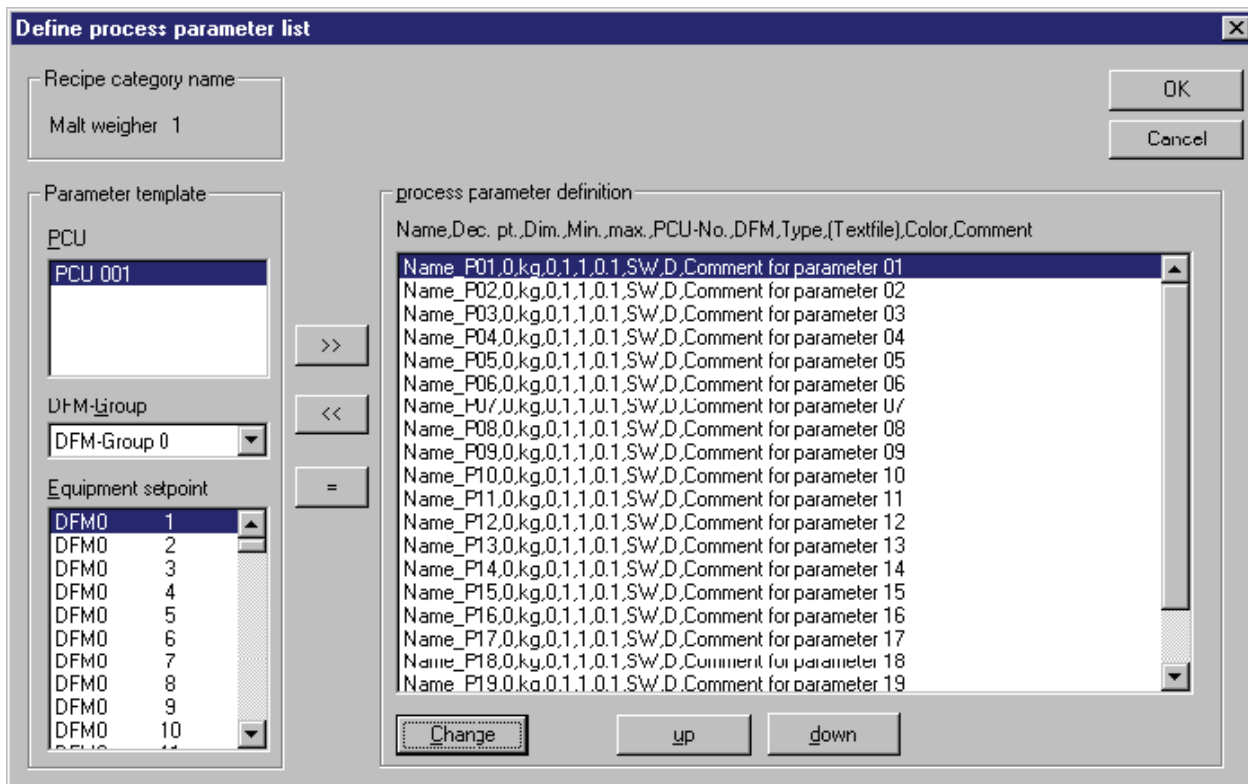 Define process parameter list
Recipe category name
Malt weigher 1
OK
Cancel
Parameter template
PCU
PCU 001
DFM-Group
DFM-Group 0
Equipment setpoint
DFM0 1
DFM0 2
DFM0 3
DFM0 4
DFM0 5
DFM0 6
DFM0 7
DFM0 8
DFM0 9
DFM0 10
>>
<<
=
process parameter definition
Name,Dec. pt.,Dim.,Min.,max.,PCU-No.,DFM,Type,(Textfile),Color,Comment
Name_P01,0,kg,0,1,1,0.1,SW,D,Comment for parameter 01
Name_P02,0,kg,0,1,1,0.1,SW,D,Comment for parameter 02
Name_P03,0,kg,0,1,1,0.1,SW,D,Comment for parameter 03
Name_P04,0,kg,0,1,1,0.1,SW,D,Comment for parameter 04
Name_P05,0,kg,0,1,1,0.1,SW,D,Comment for parameter 05
Name_P06,0,kg,0,1,1,0.1,SW,D,Comment for parameter 06
Name_P07,0,kg,0,1,1,0.1,SW,D,Comment for parameter 07
Name_P08,0,kg,0,1,1,0.1,SW,D,Comment for parameter 08
Name_P09,0,kg,0,1,1,0.1,SW,D,Comment for parameter 09
Name_P10,0,kg,0,1,1,0.1,SW,D,Comment for parameter 10
Name_P11,0,kg,0,1,1,0.1,SW,D,Comment for parameter 11
Name_P12,0,kg,0,1,1,0.1,SW,D,Comment for parameter 12
Name_P13,0,kg,0,1,1,0.1,SW,D,Comment for parameter 13
Name_P14,0,kg,0,1,1,0.1,SW,D,Comment for parameter 14
Name_P15,0,kg,0,1,1,0.1,SW,D,Comment for parameter 15
Name_P16,0,kg,0,1,1,0.1,SW,D,Comment for parameter 16
Name_P17,0,kg,0,1,1,0.1,SW,D,Comment for parameter 17
Name_P18,0,kg,0,1,1,0.1,SW,D,Comment for parameter 18
Name_P19,0,kg,0,1,1,0.1,SW,D,Comment for parameter 19
Change
up
down